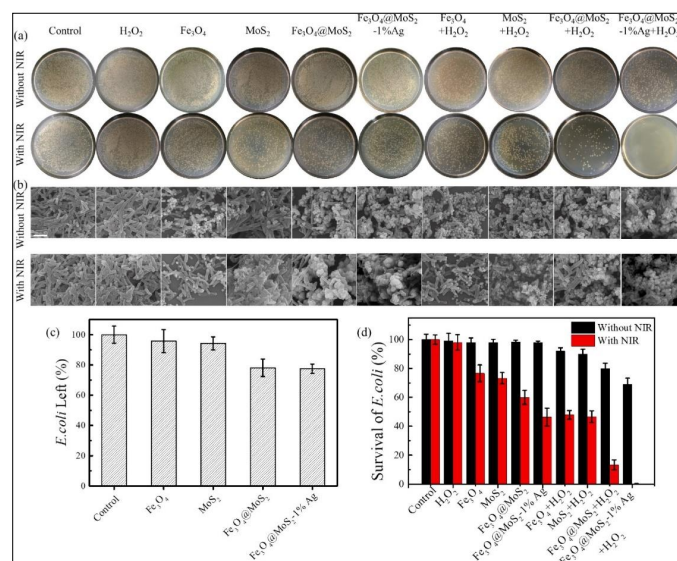 (a)
Control H₂O₂ Fe₃O₄ MoS₂ Fe₃O₄@MoS₂ Fe₃O₄@MoS₂ -1%Ag Fe₃O₄ +H₂O₂ MoS₂ +H₂O₂ Fe₃O₄@MoS₂ +H₂O₂ Fe₃O₄@MoS₂ -1%Ag+H₂O₂
Without NIR
With NIR
(b)
Without NIR
With NIR
(c)
E.coli Left (%)
100
80
60
40
20
0
Control
Fe₃O₄
MoS₂
Fe₃O₄@MoS₂
Fe₃O₄@MoS₂-1%Ag
(d)
Without NIR
With NIR
Survival of E.coli (%)
100
80
60
40
20
0
Control
H₂O₂
Fe₃O₄
MoS₂
Fe₃O₄@MoS₂
Fe₃O₄@MoS₂-1% Ag
Fe₃O₄+H₂O₂
MoS₂+H₂O₂
Fe₃O₄@MoS₂+H₂O₂
Fe₃O₄@MoS₂-1% Ag
+H₂O₂